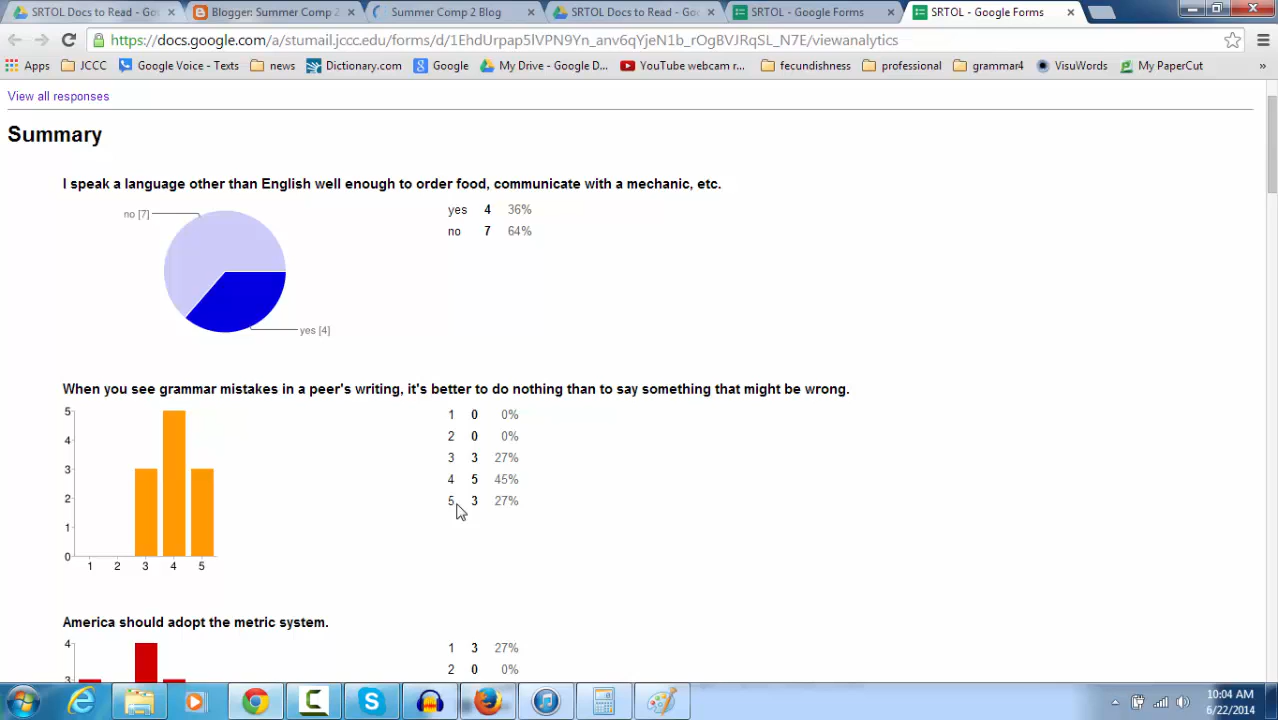 SRTOL Docs to Read - Go
Blogger: Summer Comp 2
Summer Comp 2 Blog
SRTOL Docs to Read - Go
SRTOL - Google Forms
SRTOL - Google Forms
https://docs.google.com/a/stumail.jccc.edu/forms/d/1EhdUrpap5lVPN9Yn_anv6qYjeN1b_rOgBVJRqSL_N7E/viewanalytics
Apps JCCC Google Voice - Texts news Dictionary.com Google My Drive - Google D... YouTube webcam r... fecundishness professional grammar4 VisuWords My PaperCut »
View all responses
Summary
I speak a language other than English well enough to order food, communicate with a mechanic, etc.
no [7]
yes [4]
yes 4 36%
no 7 64%
When you see grammar mistakes in a peer's writing, it's better to do nothing than to say something that might be wrong.
5
4
3
2
1
0
1 2 3 4 5
1 0 0%
2 0 0%
3 3 27%
4 5 45%
5 3 27%
America should adopt the metric system.
4
3
1 3 27%
2 0 0%
10:04 AM
6/22/2014